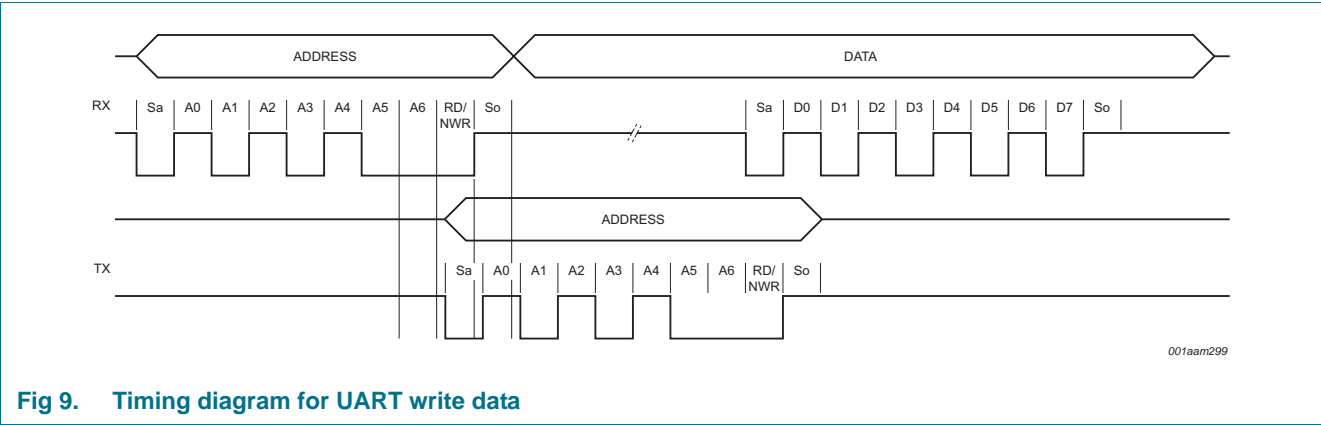 ADDRESS DATA
RX Sa A0 A1 A2 A3 A4 A5 A6 RD/ So Sa D0 D1 D2 D3 D4 D5 D6 D7 So
NWR
ADDRESS
TX Sa A0 A1 A2 A3 A4 A5 A6 RD/ So
NWR
001aam299
Fig 9. Timing diagram for UART write data